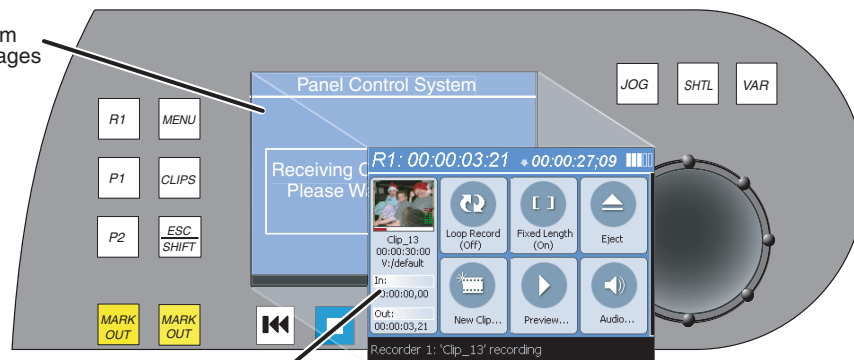 m
ages
Panel Control System
JOG
SHTL
VAR
R1
MENU
P1
CLIPS
P2
ESC
SHIFT
MARK
OUT
MARK
OUT
Receiving
Please
R1: 00:00:03:21 00:00:27;09
Clip_13
00:00:30:00
V:/default
In:
00:00:00,00
Out:
00:00:03,21
Loop Record
(Off)
Fixed Length
(On)
Eject
New Clip...
Preview...
Audio...
Recorder 1: 'Clip_13' recording